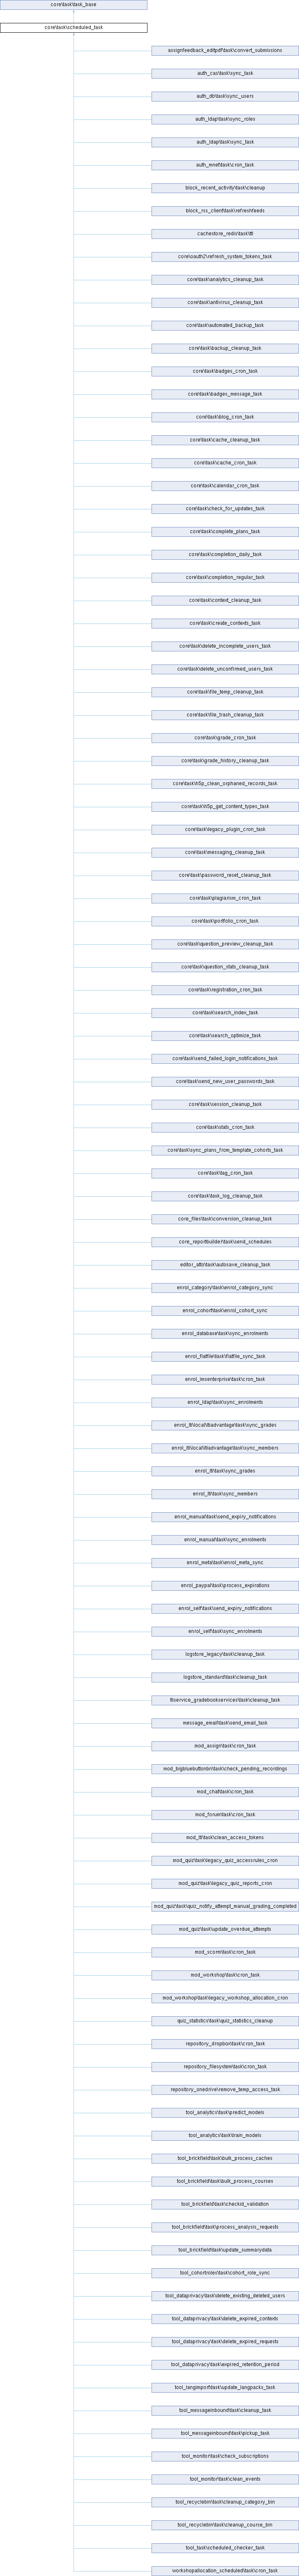 core\task\task_base
core\task\scheduled_task
assignfeedback_editpdf\task\convert_submissions
auth_cas\task\sync_task
auth_db\task\sync_users
auth_ldap\task\sync_roles
auth_ldap\task\sync_task
auth_mnet\task\cron_task
block_recent_activity\task\cleanup
block_rss_client\task\refreshfeeds
cachestore_redis\task\ttl
core\oauth2\refresh_system_tokens_task
core\task\analytics_cleanup_task
core\task\antivirus_cleanup_task
core\task\automated_backup_task
core\task\backup_cleanup_task
core\task\badges_cron_task
core\task\badges_message_task
core\task\blog_cron_task
core\task\cache_cleanup_task
core\task\cache_cron_task
core\task\calendar_cron_task
core\task\check_for_updates_task
core\task\complete_plans_task
core\task\completion_daily_task
core\task\completion_regular_task
core\task\context_cleanup_task
core\task\create_contexts_task
core\task\delete_incomplete_users_task
core\task\delete_unconfirmed_users_task
core\task\file_temp_cleanup_task
core\task\file_trash_cleanup_task
core\task\grade_cron_task
core\task\grade_history_cleanup_task
core\task\h5p_clean_orphaned_records_task
core\task\h5p_get_content_types_task
core\task\legacy_plugin_cron_task
core\task\messaging_cleanup_task
core\task\password_reset_cleanup_task
core\task\plagiarism_cron_task
core\task\portfolio_cron_task
core\task\question_preview_cleanup_task
core\task\question_stats_cleanup_task
core\task\registration_cron_task
core\task\search_index_task
core\task\search_optimize_task
core\task\send_failed_login_notifications_task
core\task\send_new_user_passwords_task
core\task\session_cleanup_task
core\task\stats_cron_task
core\task\sync_plans_from_template_cohorts_task
core\task\tag_cron_task
core\task\task_log_cleanup_task
core_files\task\conversion_cleanup_task
core_reportbuilder\task\send_schedules
editor_atto\task\autosave_cleanup_task
enrol_category\task\enrol_category_sync
enrol_cohort\task\enrol_cohort_sync
enrol_database\task\sync_enrolments
enrol_flatfile\task\flatfile_sync_task
enrol_imsenterprise\task\cron_task
enrol_ldap\task\sync_enrolments
enrol_lti\local\ltiadvantage\task\sync_grades
enrol_lti\local\ltiadvantage\task\sync_members
enrol_lti\task\sync_grades
enrol_lti\task\sync_members
enrol_manual\task\send_expiry_notifications
enrol_manual\task\sync_enrolments
enrol_meta\task\enrol_meta_sync
enrol_paypal\task\process_expirations
enrol_self\task\send_expiry_notifications
enrol_self\task\sync_enrolments
logstore_legacy\task\cleanup_task
logstore_standard\task\cleanup_task
ltiservice_gradebookservices\task\cleanup_task
message_email\task\send_email_task
mod_assign\task\cron_task
mod_bigbluebuttonbn\task\check_pending_recordings
mod_chat\task\cron_task
mod_forum\task\cron_task
mod_lti\task\clean_access_tokens
mod_quiz\task\legacy_quiz_accessrules_cron
mod_quiz\task\legacy_quiz_reports_cron
mod_quiz\task\quiz_notify_attempt_manual_grading_completed
mod_quiz\task\update_overdue_attempts
mod_scorm\task\cron_task
mod_workshop\task\cron_task
mod_workshop\task\legacy_workshop_allocation_cron
quiz_statistics\task\quiz_statistics_cleanup
repository_dropbox\task\cron_task
repository_filesystem\task\cron_task
repository_onedrive\remove_temp_access_task
tool_analytics\task\predict_models
tool_analytics\task\train_models
tool_brickfield\task\bulk_process_caches
tool_brickfield\task\bulk_process_courses
tool_brickfield\task\checkid_validation
tool_brickfield\task\process_analysis_requests
tool_brickfield\task\update_summarydata
tool_cohortroles\task\cohort_role_sync
tool_dataprivacy\task\delete_existing_deleted_users
tool_dataprivacy\task\delete_expired_contexts
tool_dataprivacy\task\delete_expired_requests
tool_dataprivacy\task\expired_retention_period
tool_langimport\task\update_langpacks_task
tool_messageinbound\task\cleanup_task
tool_messageinbound\task\pickup_task
tool_monitor\task\check_subscriptions
tool_monitor\task\clean_events
tool_recyclebin\task\cleanup_category_bin
tool_recyclebin\task\cleanup_course_bin
tool_task\scheduled_checker_task
workshopallocation_scheduled\task\cron_task